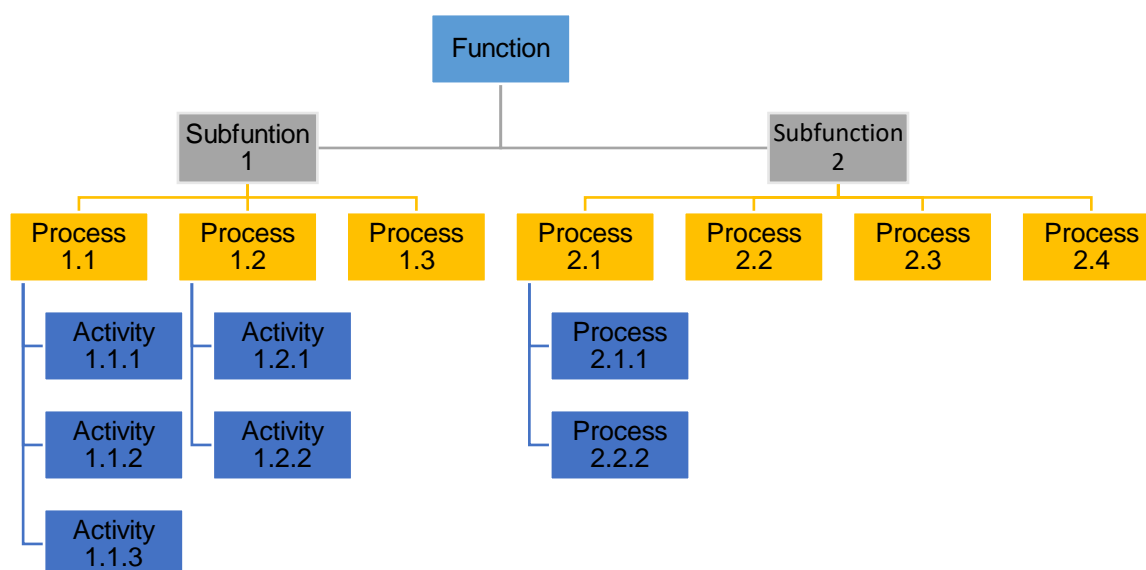 Function
Subfuntion
1
Subfunction
2
Process
1.1
Process
1.2
Process
1.3
Process
2.1
Process
2.2
Process
2.3
Process
2.4
Activity
1.1.1
Activity
1.2.1
Process
2.1.1
Activity
1.1.2
Activity
1.2.2
Process
2.2.2
Activity
1.1.3